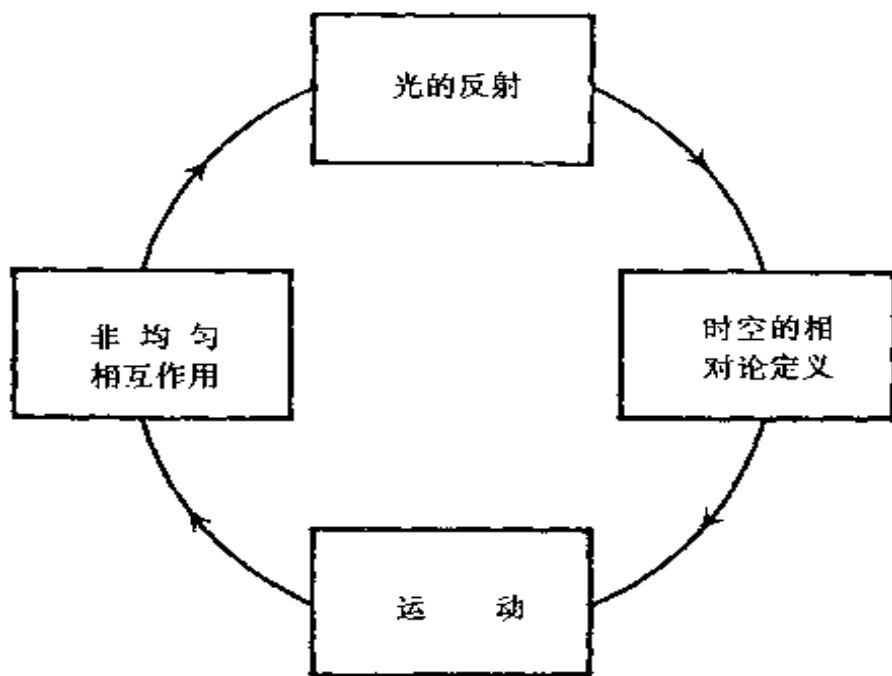 光的反射
非均匀
相互作用
时空的相
对论定义
运动